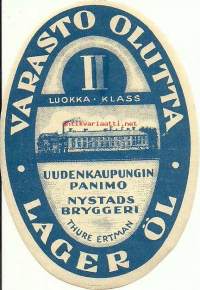 VARASTO OLUTTA
II
LUOKKA · KLASS
UUDENKAUPUNGIN
PANIMO
NYSTADS
BRYGGERI
THURE ERTMAN
LAGER ÖL